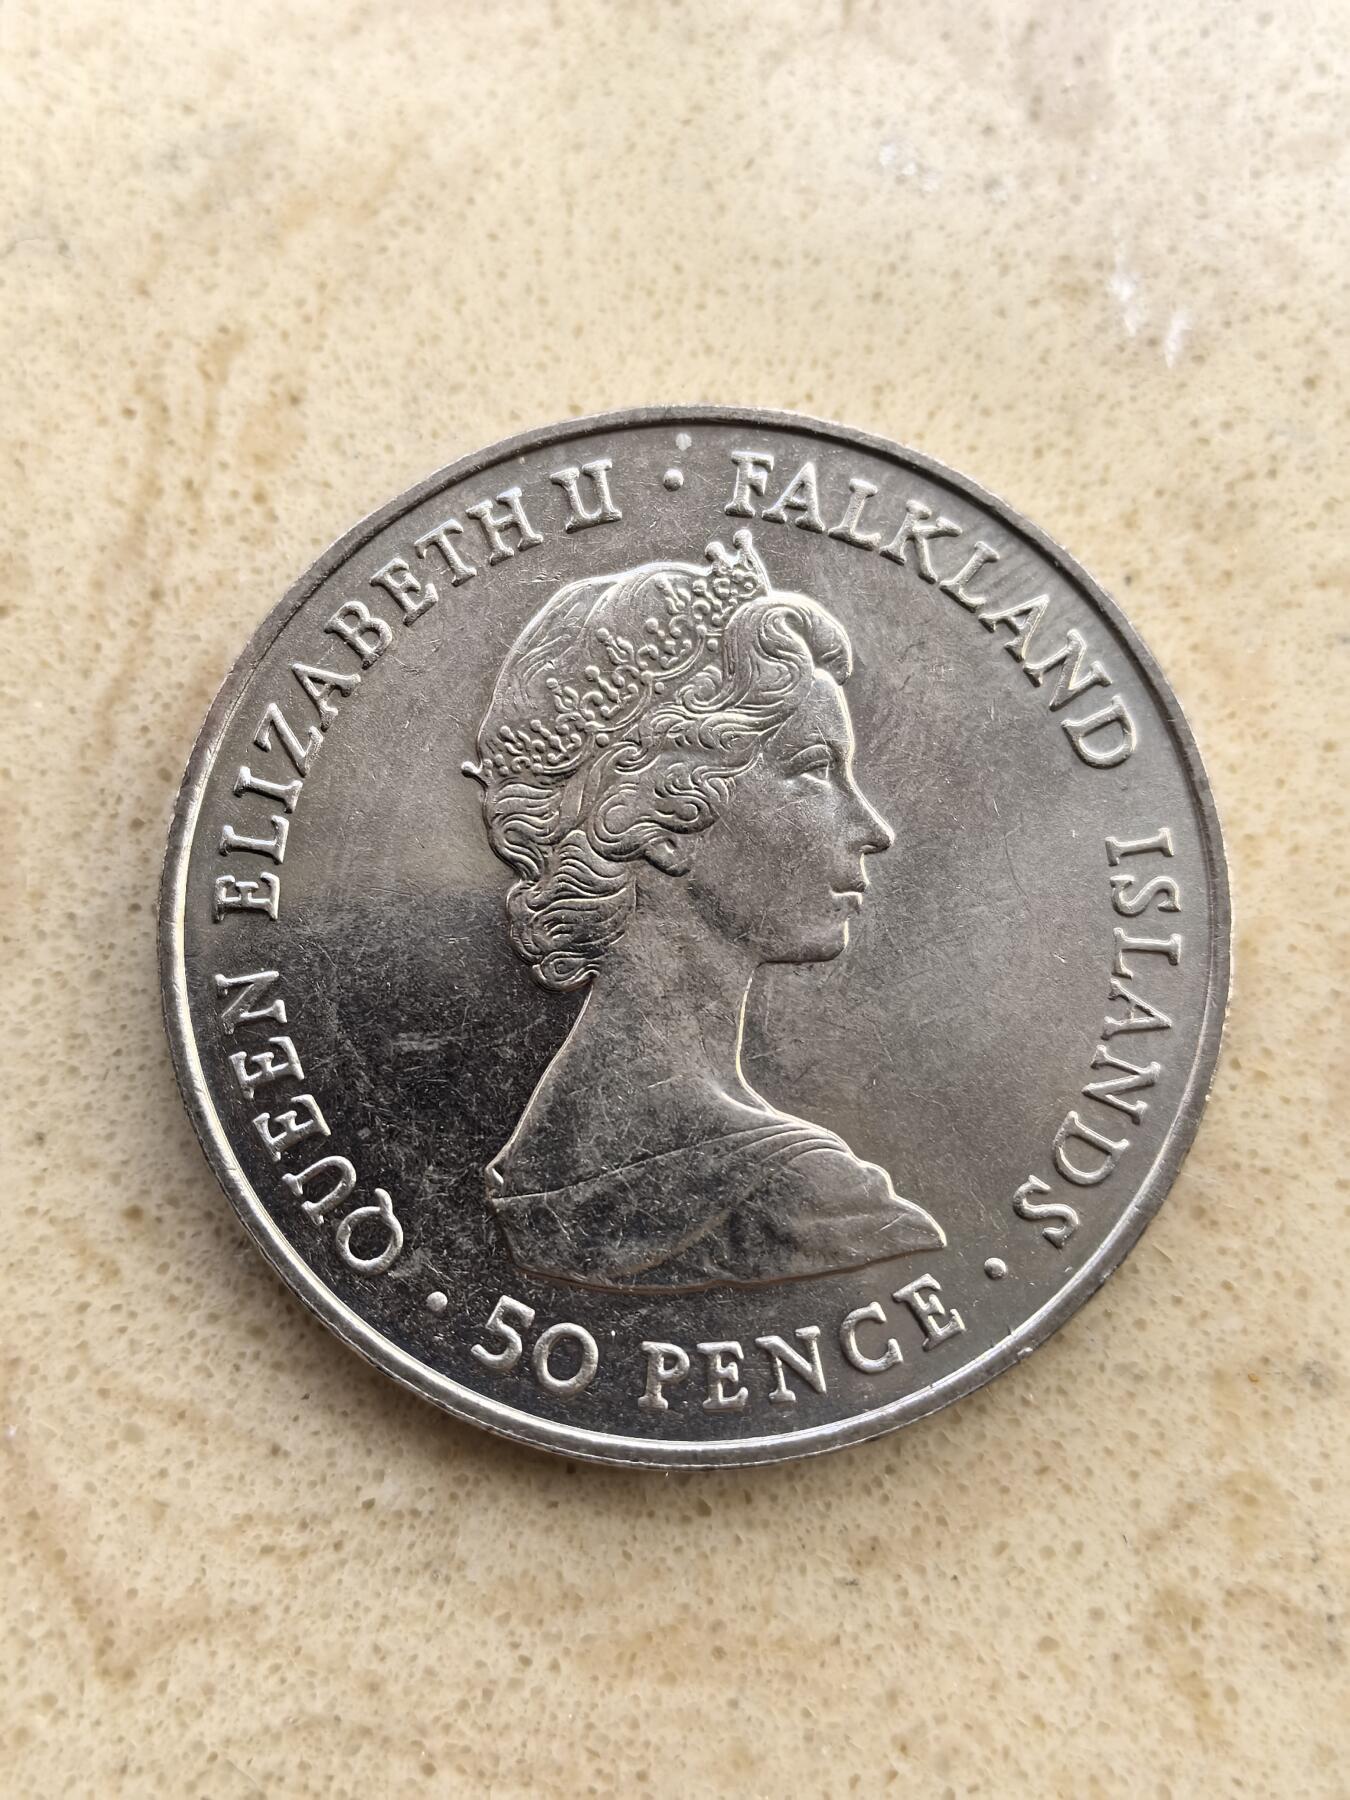 QUEEN ELIZABETH II · FALKLAND ISLANDS ·
50 PENCE ·